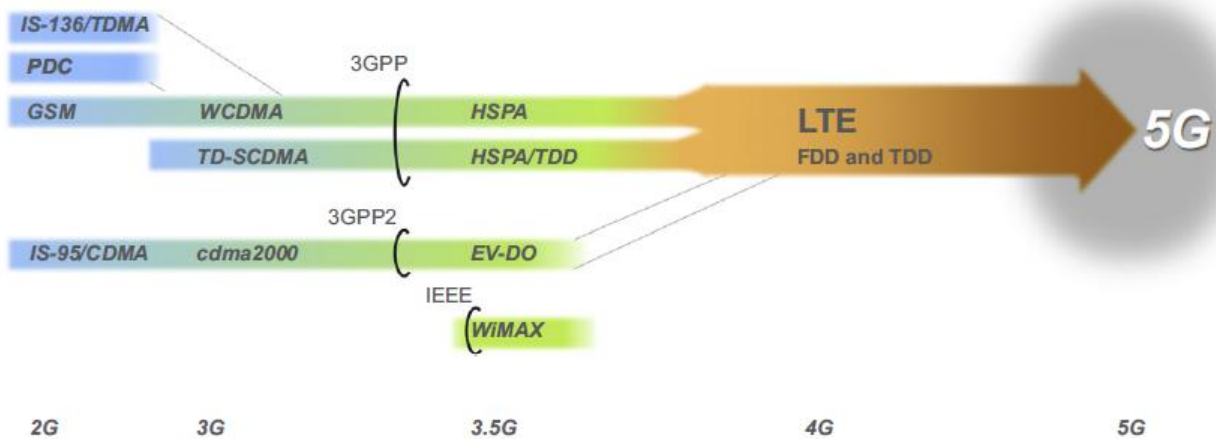 IS-136/TDMA
PDC
3GPP
GSM WCDMA HSPA
LTE
5G
TD-SCDMA HSPA/TDD FDD and TDD
3GPP2
IS-95/CDMA cdma2000 EV-DO
IEEE
WiMAX
2G 3G 3.5G 4G 5G